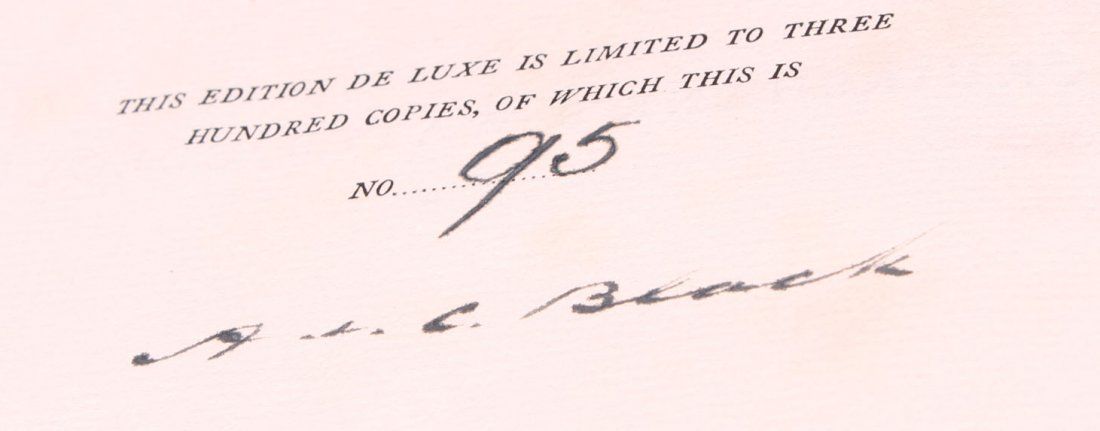 THIS EDITION DE LUXE IS LIMITED TO THREE
HUNDRED COPIES, OF WHICH THIS IS
NO. 95
A & C. Black